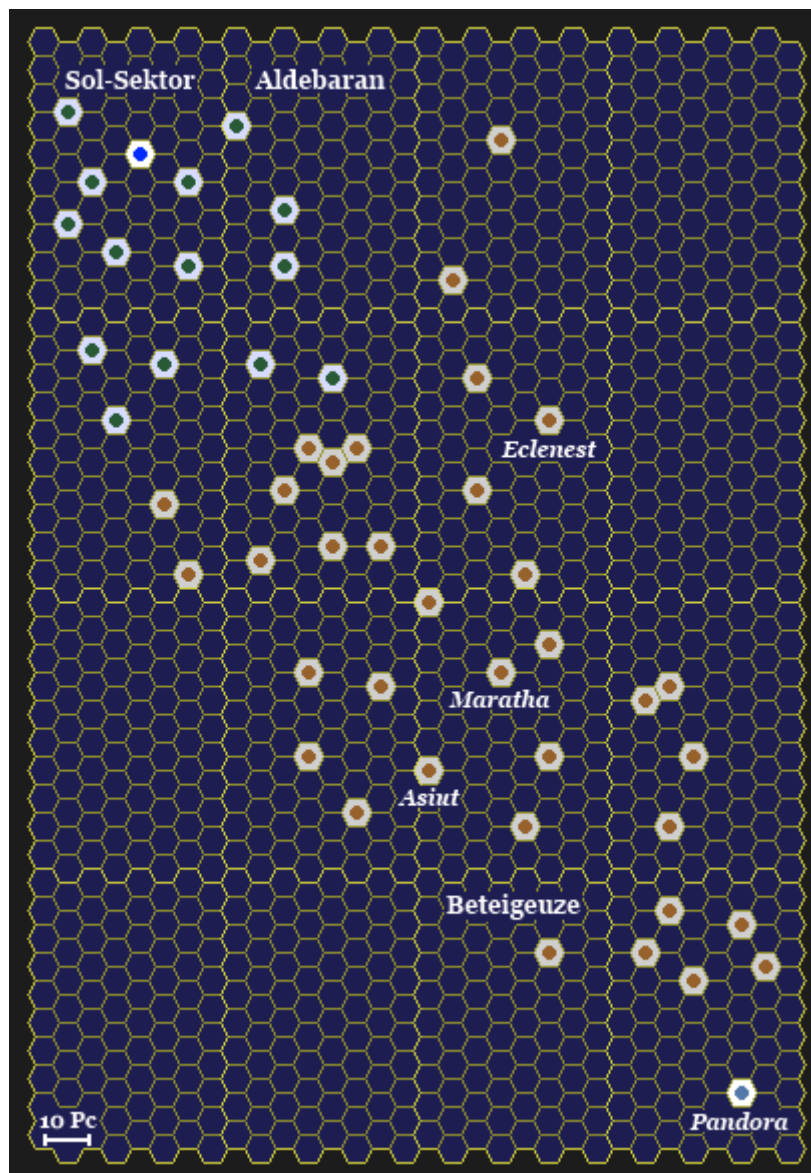 Sol-Sektor
Aldebaran
Eclenest
Maratha
Asiut
Beteigeuze
10 Pc
Pandora